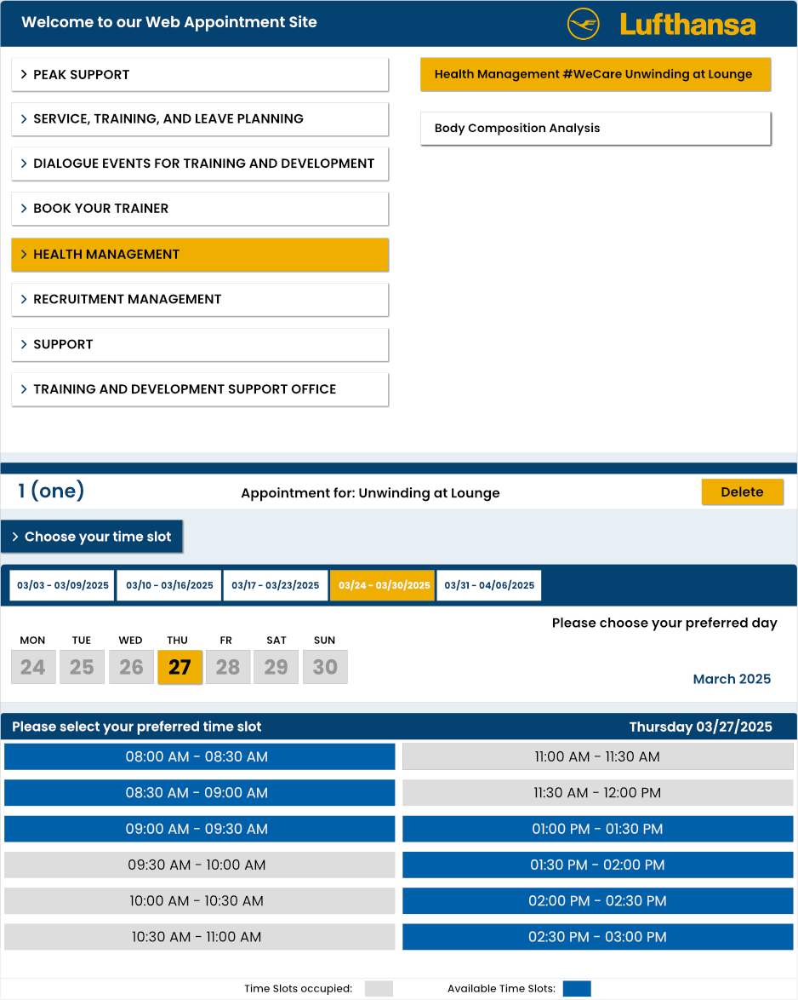 Welcome to our Web Appointment Site
Lufthansa
PEAK SUPPORT
SERVICE, TRAINING, AND LEAVE PLANNING
DIALOGUE EVENTS FOR TRAINING AND DEVELOPMENT
BOOK YOUR TRAINER
HEALTH MANAGEMENT
RECRUITMENT MANAGEMENT
SUPPORT
TRAINING AND DEVELOPMENT SUPPORT OFFICE
Health Management #WeCare Unwinding at Lounge
Body Composition Analysis
1 (one)
Appointment for: Unwinding at Lounge
Delete
Choose your time slot
03/03 - 03/09/2025 03/10 - 03/16/2025 03/17 - 03/23/2025 03/24 - 03/30/2025 03/31 - 04/06/2025
Please choose your preferred day
MON TUE WED THU FR SAT SUN
24 25 26 27 28 29 30
March 2025
Please select your preferred time slot
Thursday 03/27/2025
08:00 AM - 08:30 AM
08:30 AM - 09:00 AM
09:00 AM - 09:30 AM
09:30 AM - 10:00 AM
10:00 AM - 10:30 AM
10:30 AM - 11:00 AM
11:00 AM - 11:30 AM
11:30 AM - 12:00 PM
01:00 PM - 01:30 PM
01:30 PM - 02:00 PM
02:00 PM - 02:30 PM
02:30 PM - 03:00 PM
Time Slots occupied:
Available Time Slots: